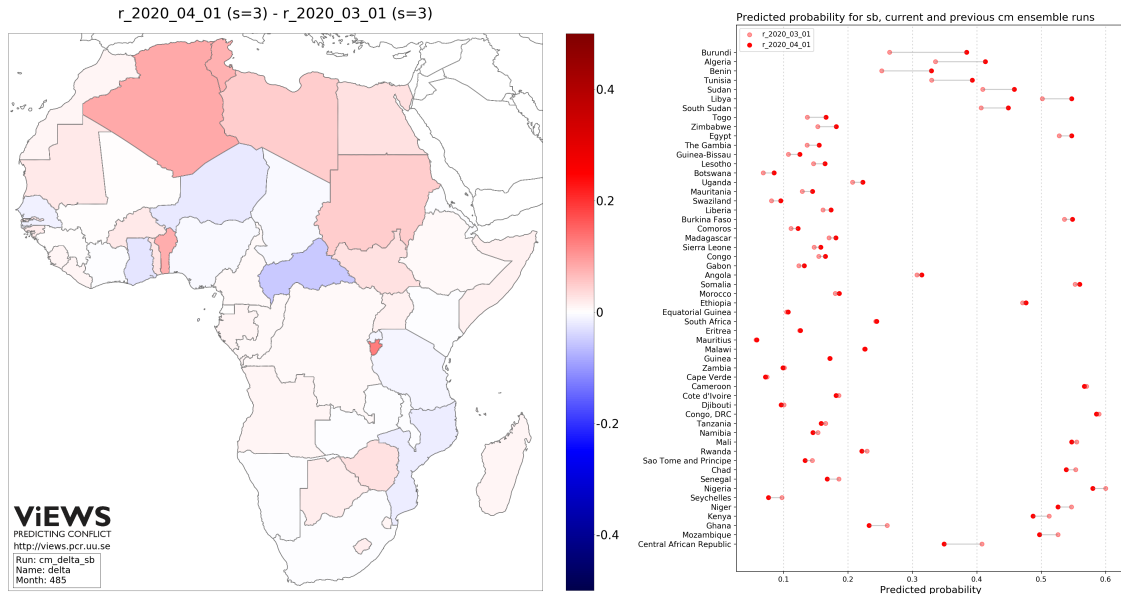 r_2020_04_01 (s=3) - r_2020_03_01 (s=3)
0.4
0.2
0
-0.2
-0.4
ViEWS
PREDICTING CONFLICT
http://views.pcr.uu.se
Run: cm_delta_sb
Name: delta
Month: 485
Predicted probability for sb, current and previous cm ensemble runs
r_2020_03_01
r_2020_04_01
Burundi
Algeria
Benin
Tunisia
Sudan
Libya
South Sudan
Togo
Zimbabwe
Egypt
The Gambia
Guinea-Bissau
Lesotho
Botswana
Uganda
Mauritania
Swaziland
Liberia
Burkina Faso
Comoros
Madagascar
Sierra Leone
Congo
Gabon
Angola
Somalia
Morocco
Ethiopia
Equatorial Guinea
South Africa
Eritrea
Mauritius
Malawi
Guinea
Zambia
Cape Verde
Cameroon
Cote d'Ivoire
Djibouti
Congo, DRC
Tanzania
Namibia
Mali
Rwanda
Sao Tome and Principe
Chad
Senegal
Nigeria
Seychelles
Niger
Kenya
Ghana
Mozambique
Central African Republic
0.1 0.2 0.3 0.4 0.5 0.6
Predicted probability